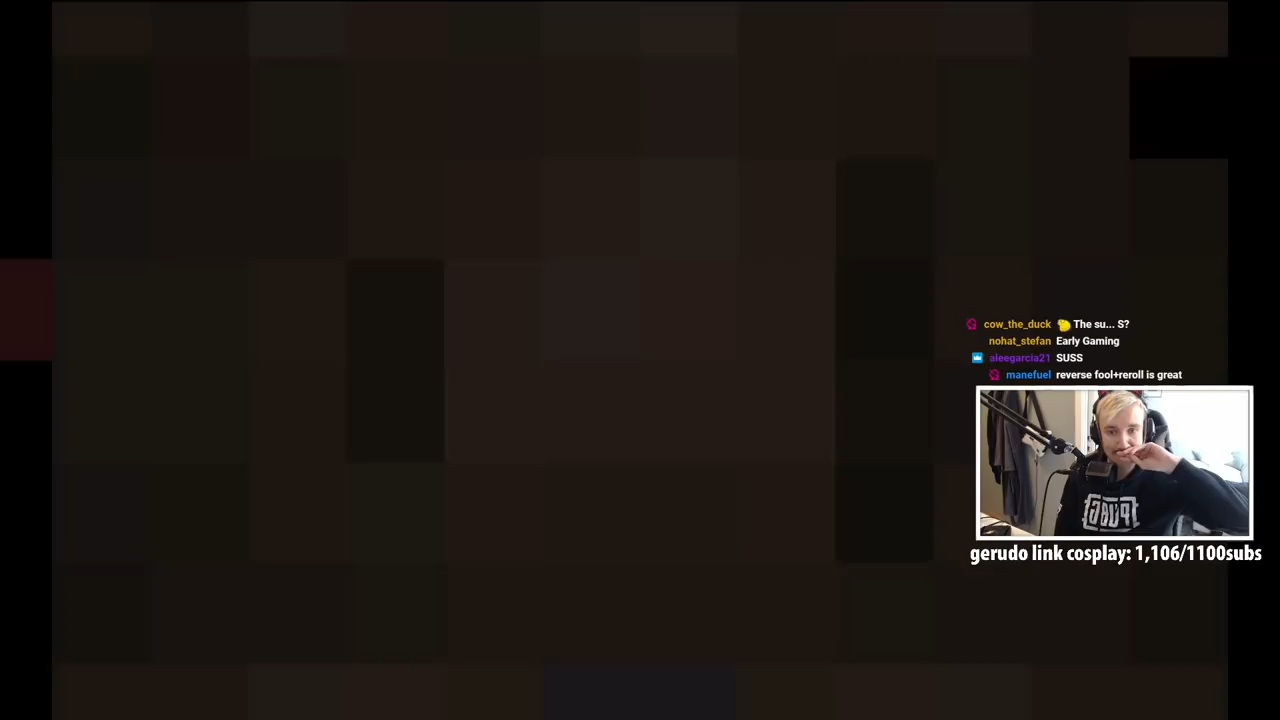 cow_the_duck The su... S?
nohat_stefan Early Gaming
aleegarcia21 SUSS
manefuel reverse fool+reroll is great
PUBG
gerudo link cosplay: 1,106/1100subs